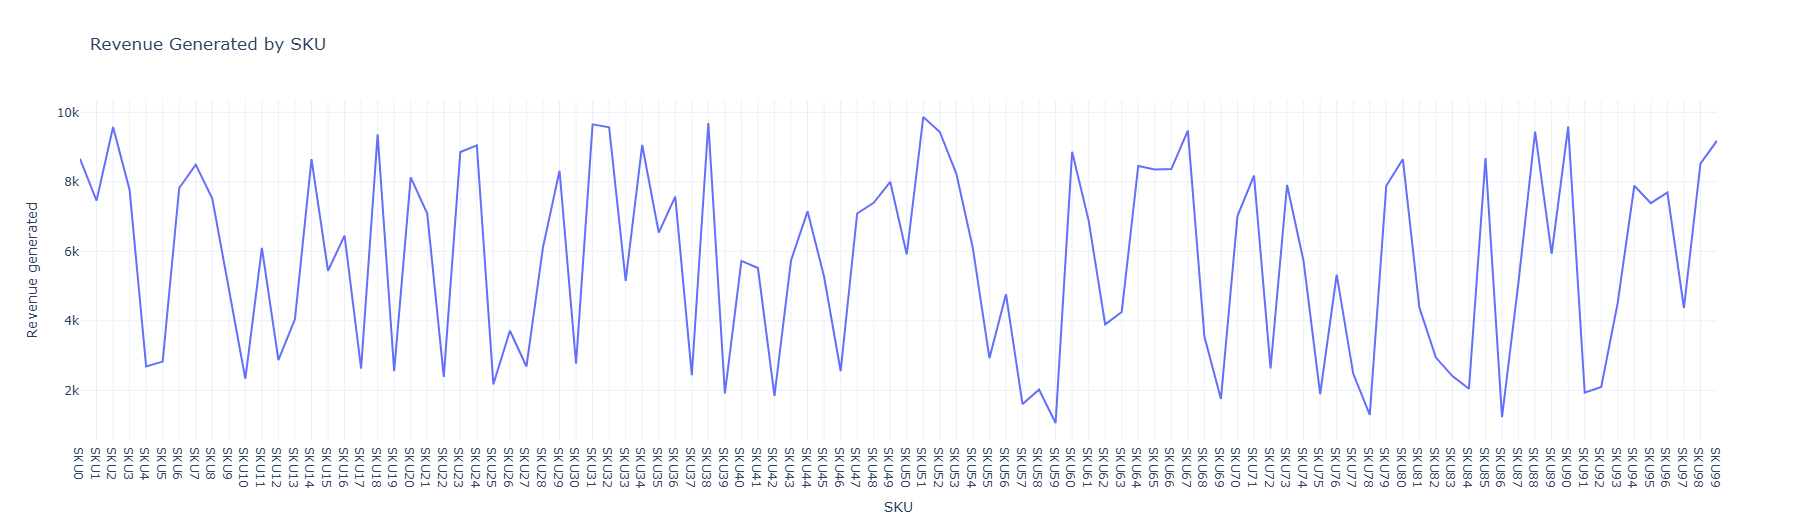 Revenue Generated by SKU
10k
8k
6k
4k
2k
Revenue generated
SKU0
SKU1
SKU2
SKU3
SKU4
SKU5
SKU6
SKU7
SKU8
SKU9
SKU10
SKU11
SKU12
SKU13
SKU14
SKU15
SKU16
SKU17
SKU18
SKU19
SKU20
SKU21
SKU22
SKU23
SKU24
SKU25
SKU26
SKU27
SKU28
SKU29
SKU30
SKU31
SKU32
SKU33
SKU34
SKU35
SKU36
SKU37
SKU38
SKU39
SKU40
SKU41
SKU42
SKU43
SKU44
SKU45
SKU46
SKU47
SKU48
SKU49
SKU50
SKU51
SKU52
SKU53
SKU54
SKU55
SKU56
SKU57
SKU58
SKU59
SKU60
SKU61
SKU62
SKU63
SKU64
SKU65
SKU66
SKU67
SKU68
SKU69
SKU70
SKU71
SKU72
SKU73
SKU74
SKU75
SKU76
SKU77
SKU78
SKU79
SKU80
SKU81
SKU82
SKU83
SKU84
SKU85
SKU86
SKU87
SKU88
SKU89
SKU90
SKU91
SKU92
SKU93
SKU94
SKU95
SKU96
SKU97
SKU98
SKU99
SKU